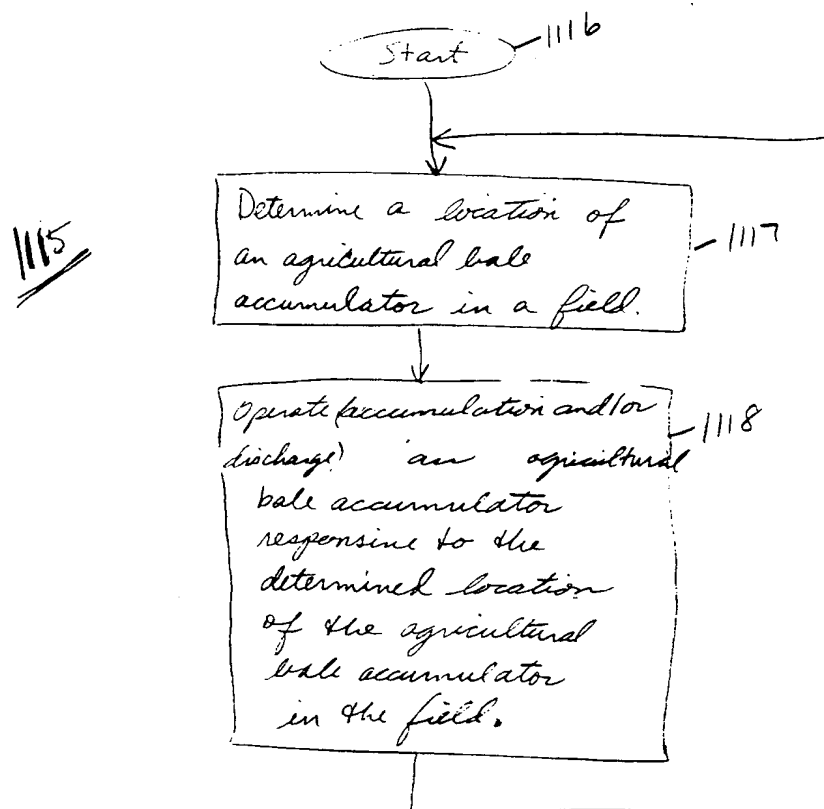 Start
1116
1115
Determine a location of
an agricultural bale
accumulator in a field.
1117
Operate (accumulation and/or
discharge) an agricultural
bale accumulator
responsive to the
determined location
of the agricultural
bale accumulator
in the field.
1118